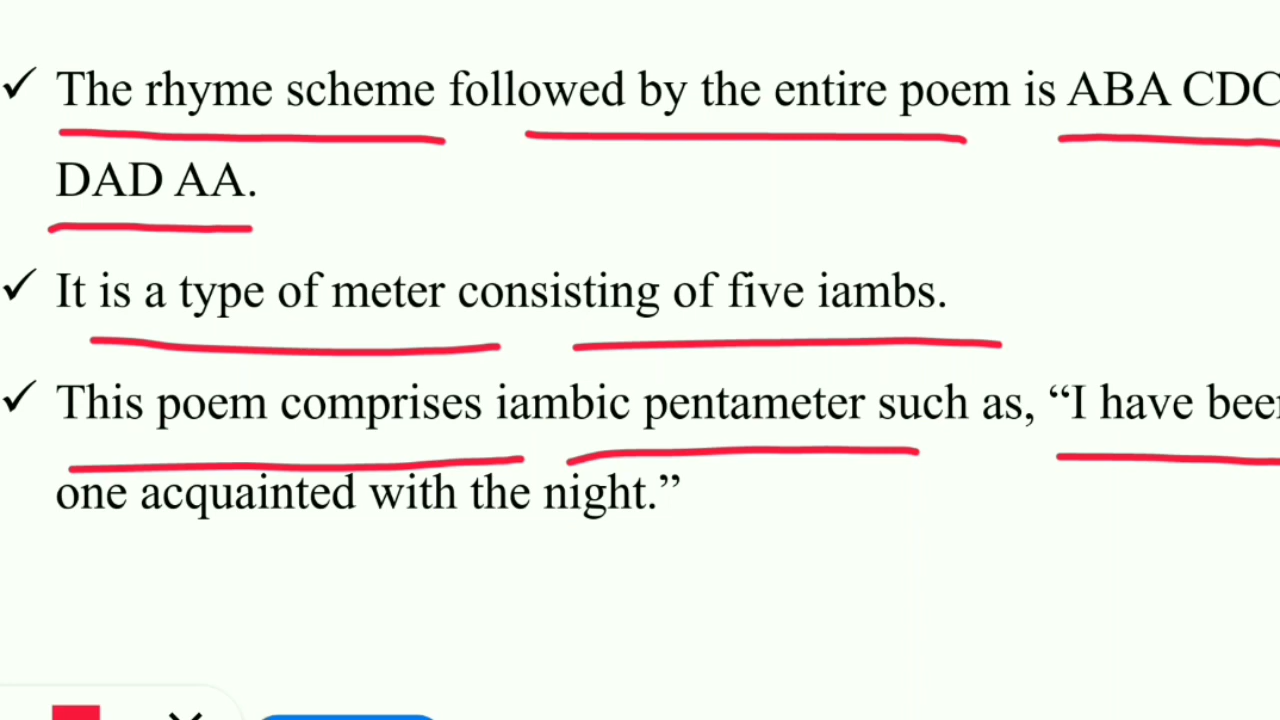 ✓ The rhyme scheme followed by the entire poem is ABA CDC
DAD AA.
✓ It is a type of meter consisting of five iambs.
✓ This poem comprises iambic pentameter such as, “I have been
one acquainted with the night.”